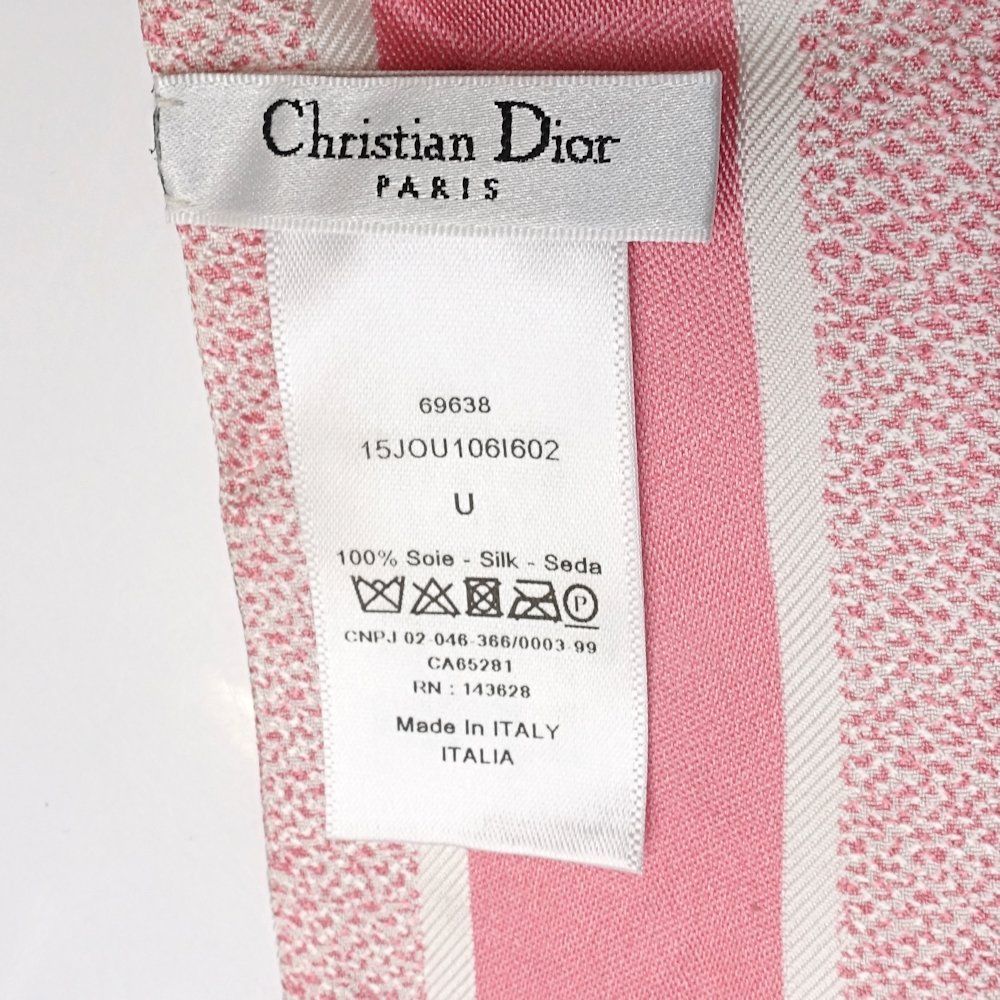 Christian Dior
PARIS
69638
15JOU106I602
U
100% Soie - Silk - Seda
P
CNPJ 02-046-366/0003-99
CA65281
RN : 143628
Made In ITALY
ITALIA